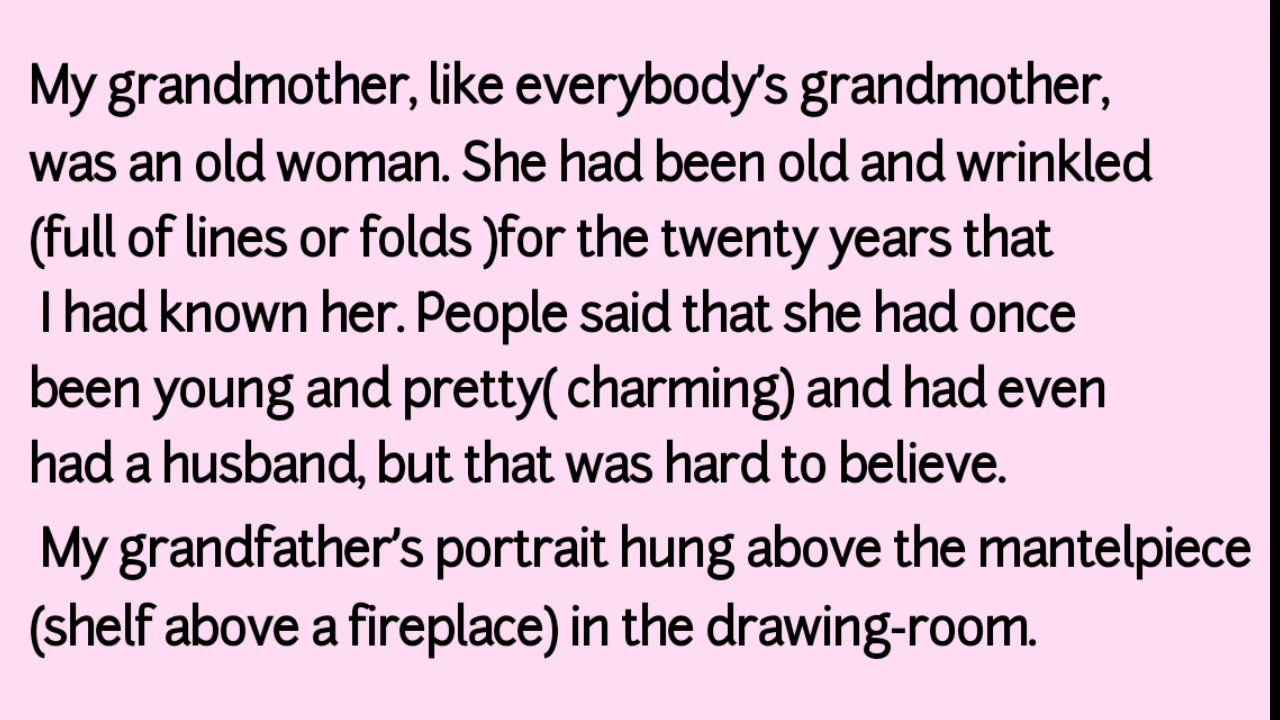 My grandmother, like everybody’s grandmother,
was an old woman. She had been old and wrinkled
(full of lines or folds )for the twenty years that
I had known her. People said that she had once
been young and pretty( charming) and had even
had a husband, but that was hard to believe.
My grandfather’s portrait hung above the mantelpiece
(shelf above a fireplace) in the drawing-room.